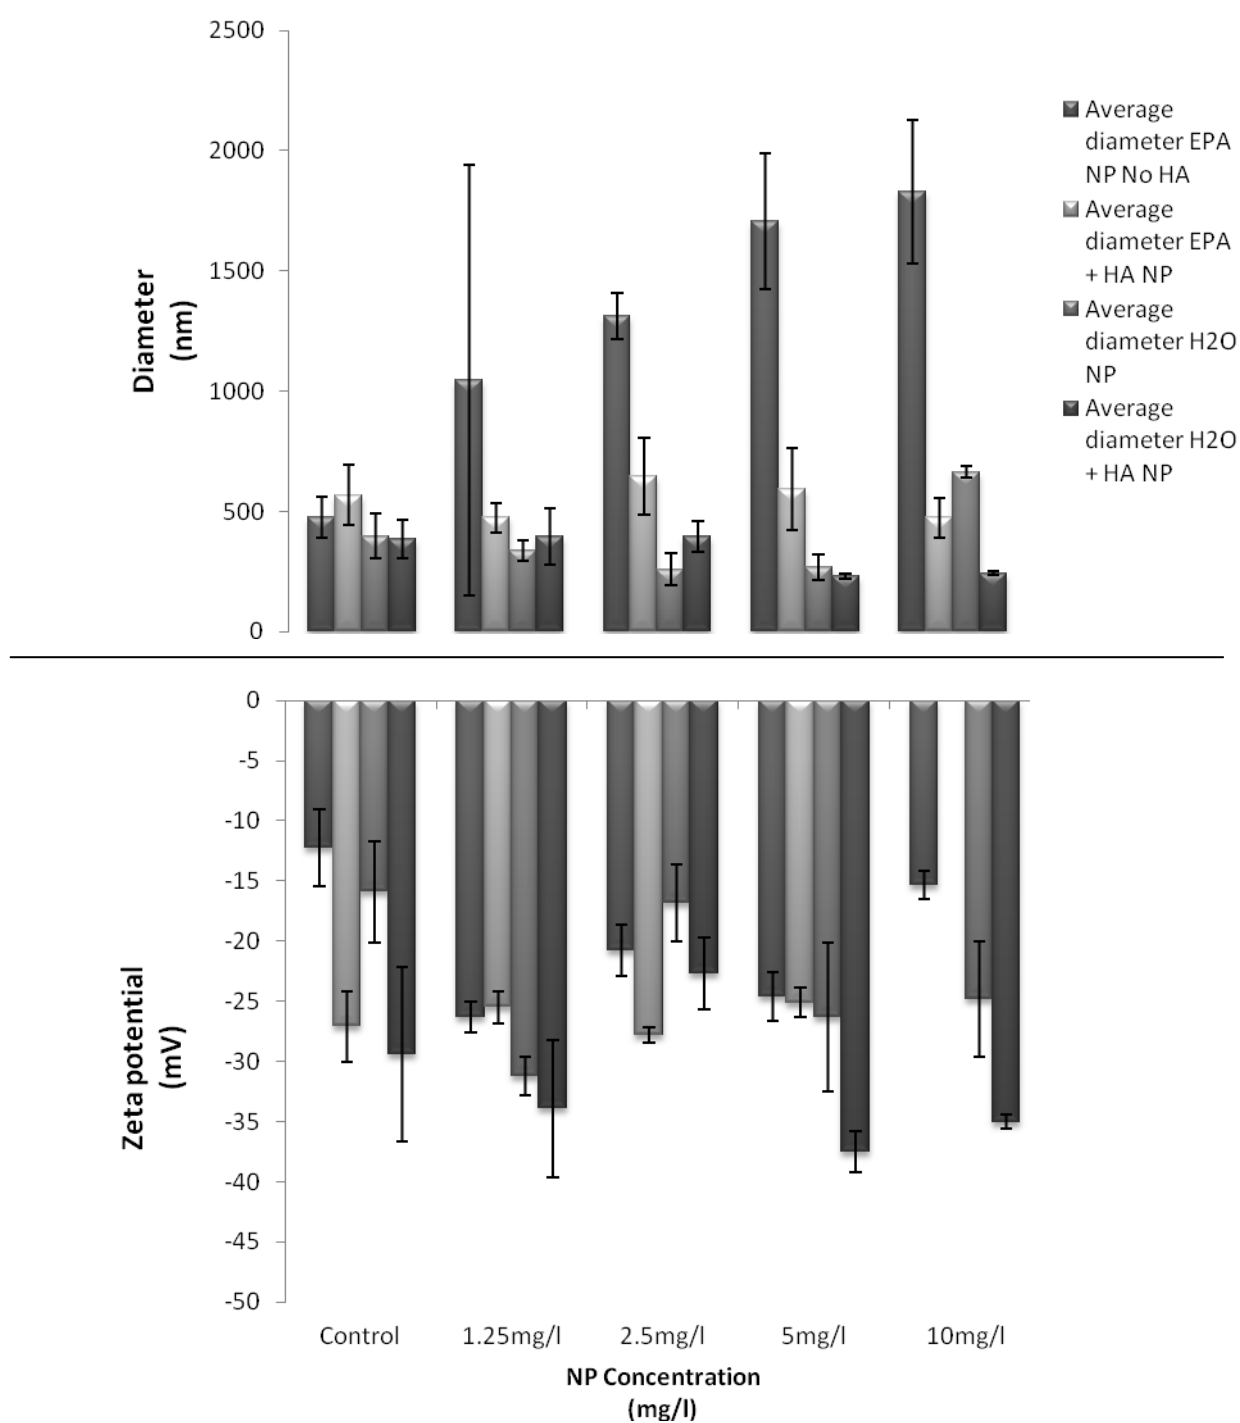 2500
2000
1500
1000
500
0
Diameter
(nm)
Average
diameter EPA
NP No HA
Average
diameter EPA
+ HA NP
Average
diameter H2O
NP
Average
diameter H2O
+ HA NP
0
-5
-10
-15
-20
-25
-30
-35
-40
-45
-50
Zeta potential
(mV)
Control
1.25mg/l
2.5mg/l
5mg/l
10mg/l
NP Concentration
(mg/l)